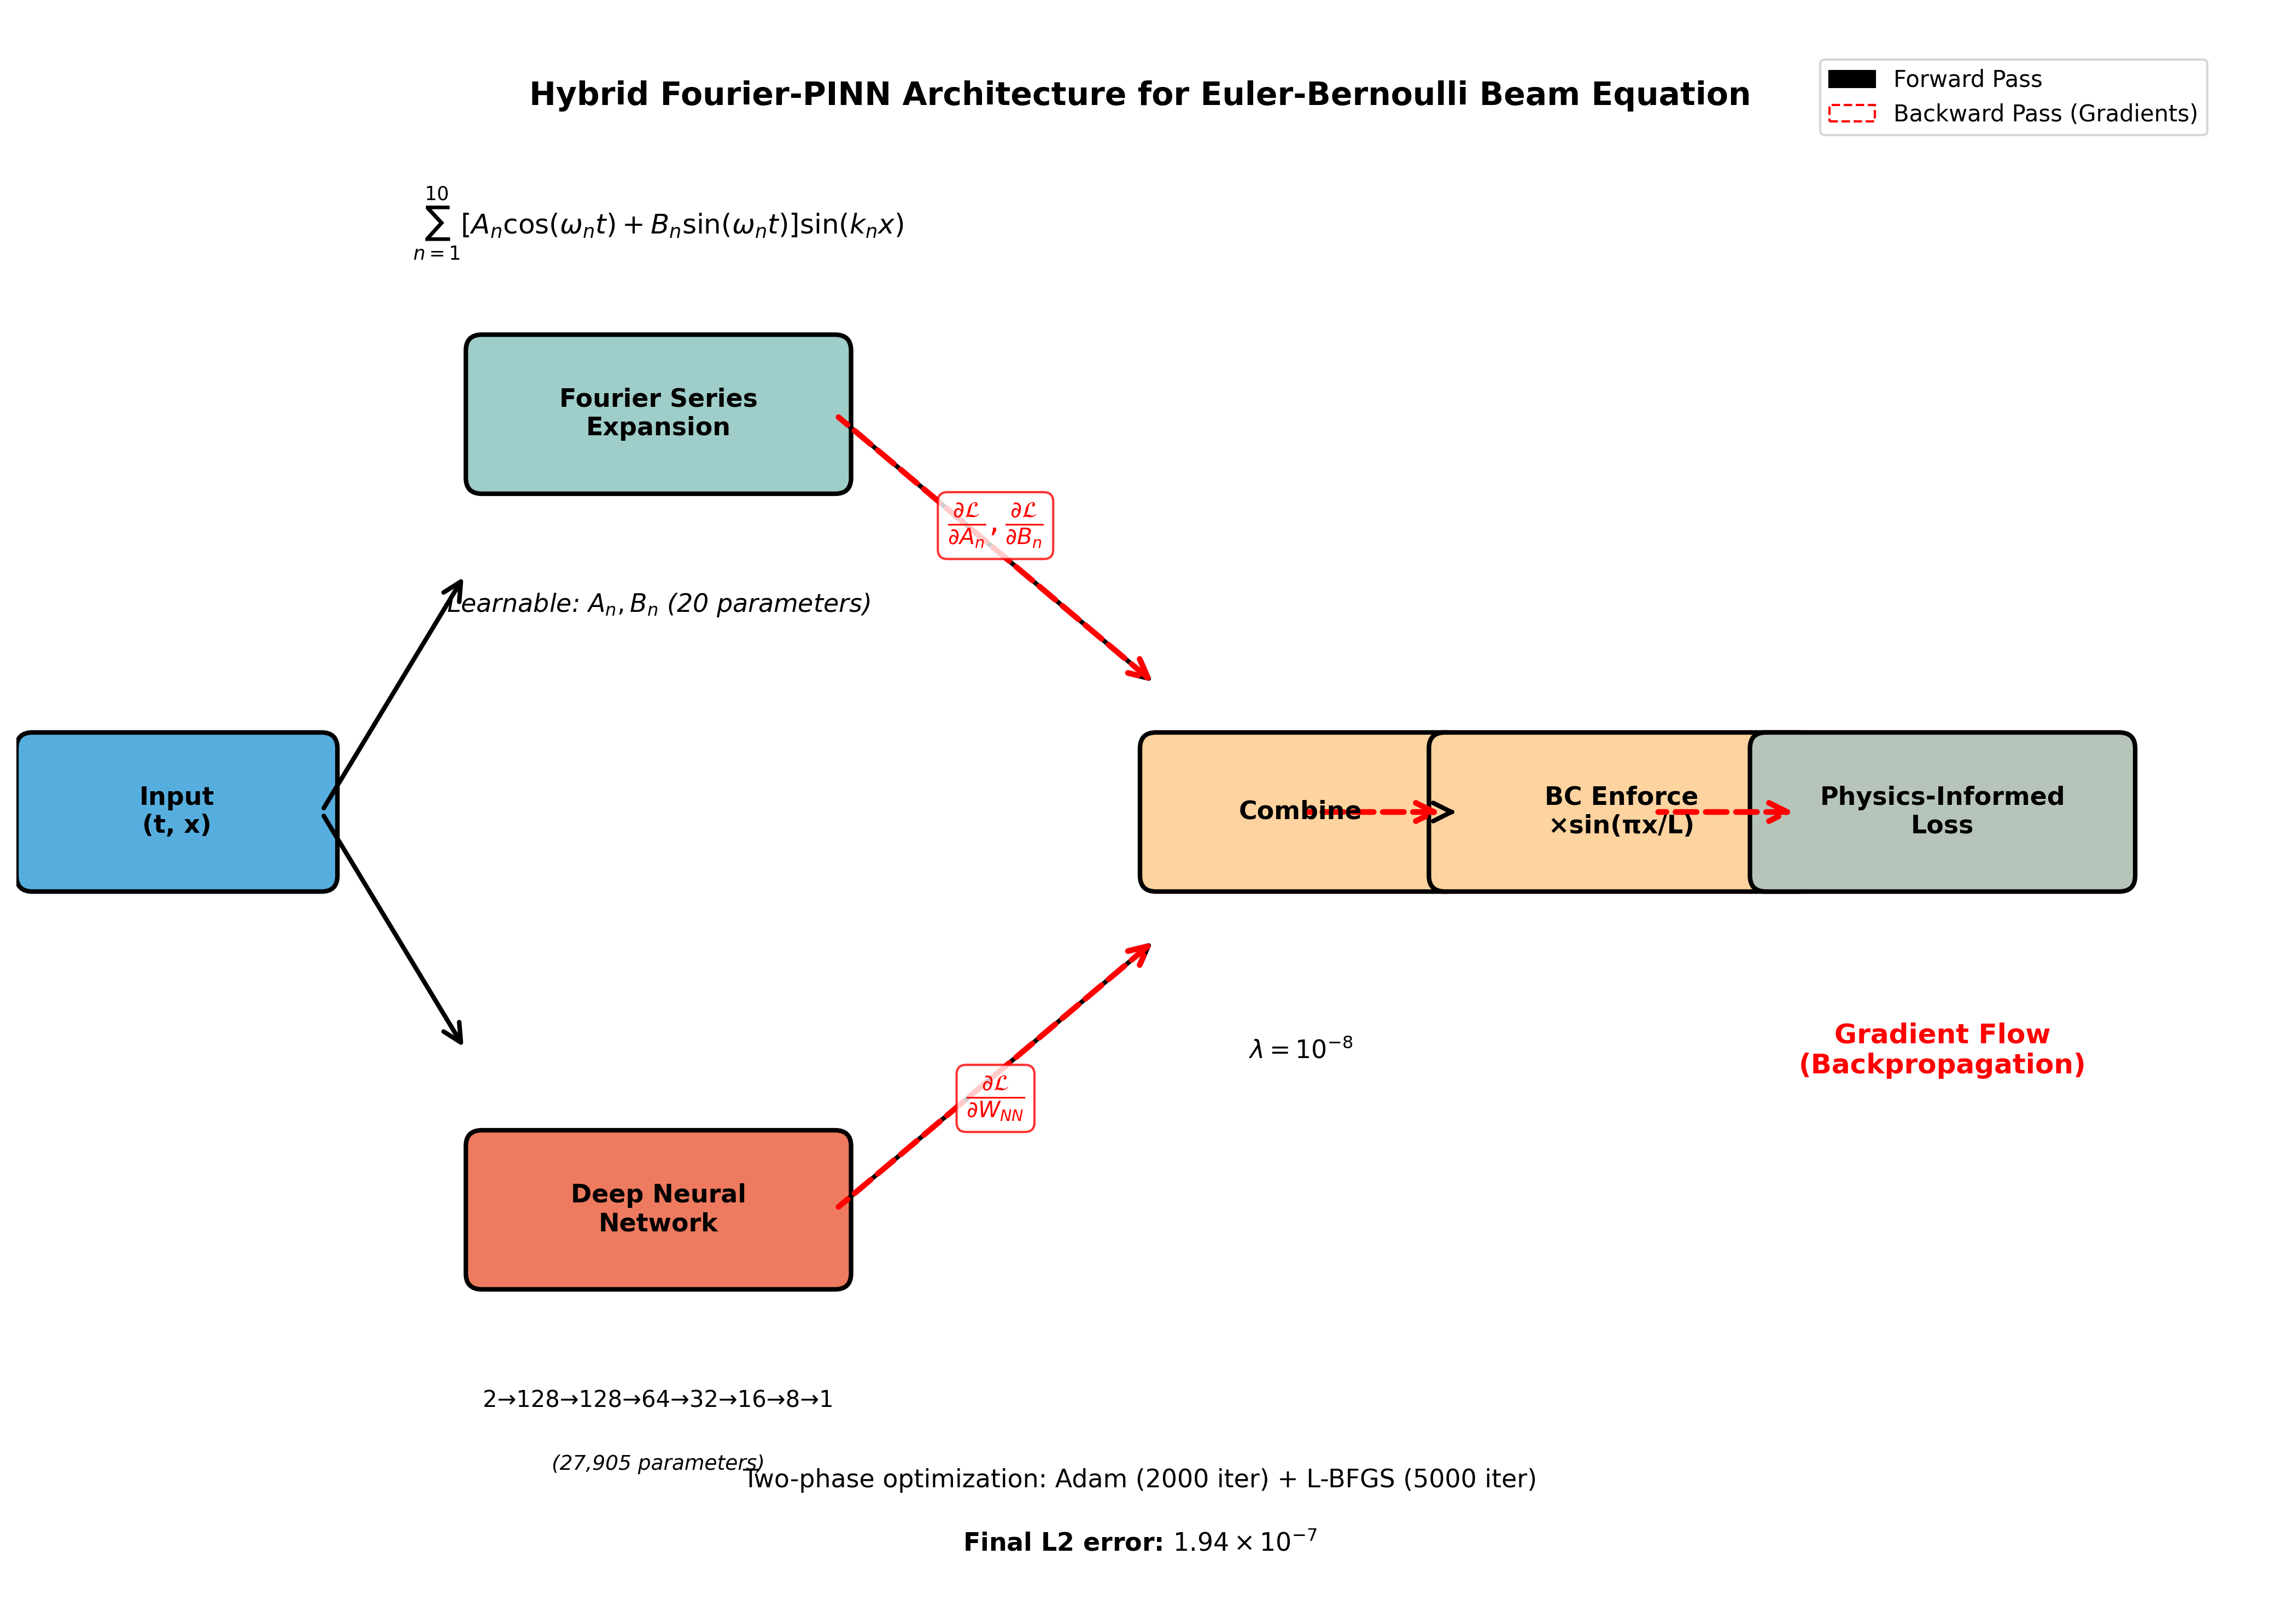 Hybrid Fourier-PINN Architecture for Euler-Bernoulli Beam Equation
Forward Pass
Backward Pass (Gradients)
$\sum_{n=1}^{10} [A_n \cos(\omega_n t) + B_n \sin(\omega_n t)] \sin(k_n x)$
Fourier Series
Expansion
$\frac{\partial \mathcal{L}}{\partial A_n}, \frac{\partial \mathcal{L}}{\partial B_n}$
Learnable: $A_n, B_n$ (20 parameters)
Input
(t, x)
Combine
BC Enforce
×sin(πx/L)
Physics-Informed
Loss
$\lambda = 10^{-8}$
Gradient Flow
(Backpropagation)
$\frac{\partial \mathcal{L}}{\partial W_{NN}}$
Deep Neural
Network
2→128→128→64→32→16→8→1
(27,905 parameters)
Two-phase optimization: Adam (2000 iter) + L-BFGS (5000 iter)
Final L2 error: $1.94 \times 10^{-7}$